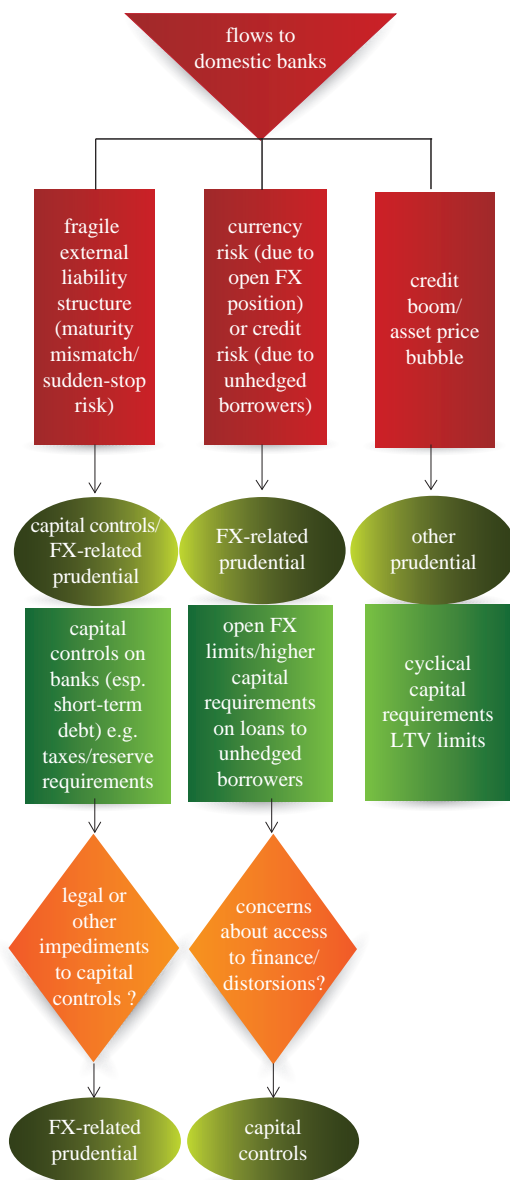 flows to
domestic banks
fragile
external
liability
structure
(maturity
mismatch/
sudden-stop
risk)
currency
risk (due to
open FX
position)
or credit
risk (due to
unhedged
borrowers)
credit
boom/
asset price
bubble
capital controls/
FX-related
prudential
FX-related
prudential
other
prudential
capital
controls on
banks (esp.
short-term
debt) e.g.
taxes/reserve
requirements
open FX
limits/higher
capital
requirements
on loans to
unhedged
borrowers
cyclical
capital
requirements
LTV limits
legal or
other
impediments
to capital
controls ?
concerns
about access
to finance/
distorsions?
FX-related
prudential
capital
controls